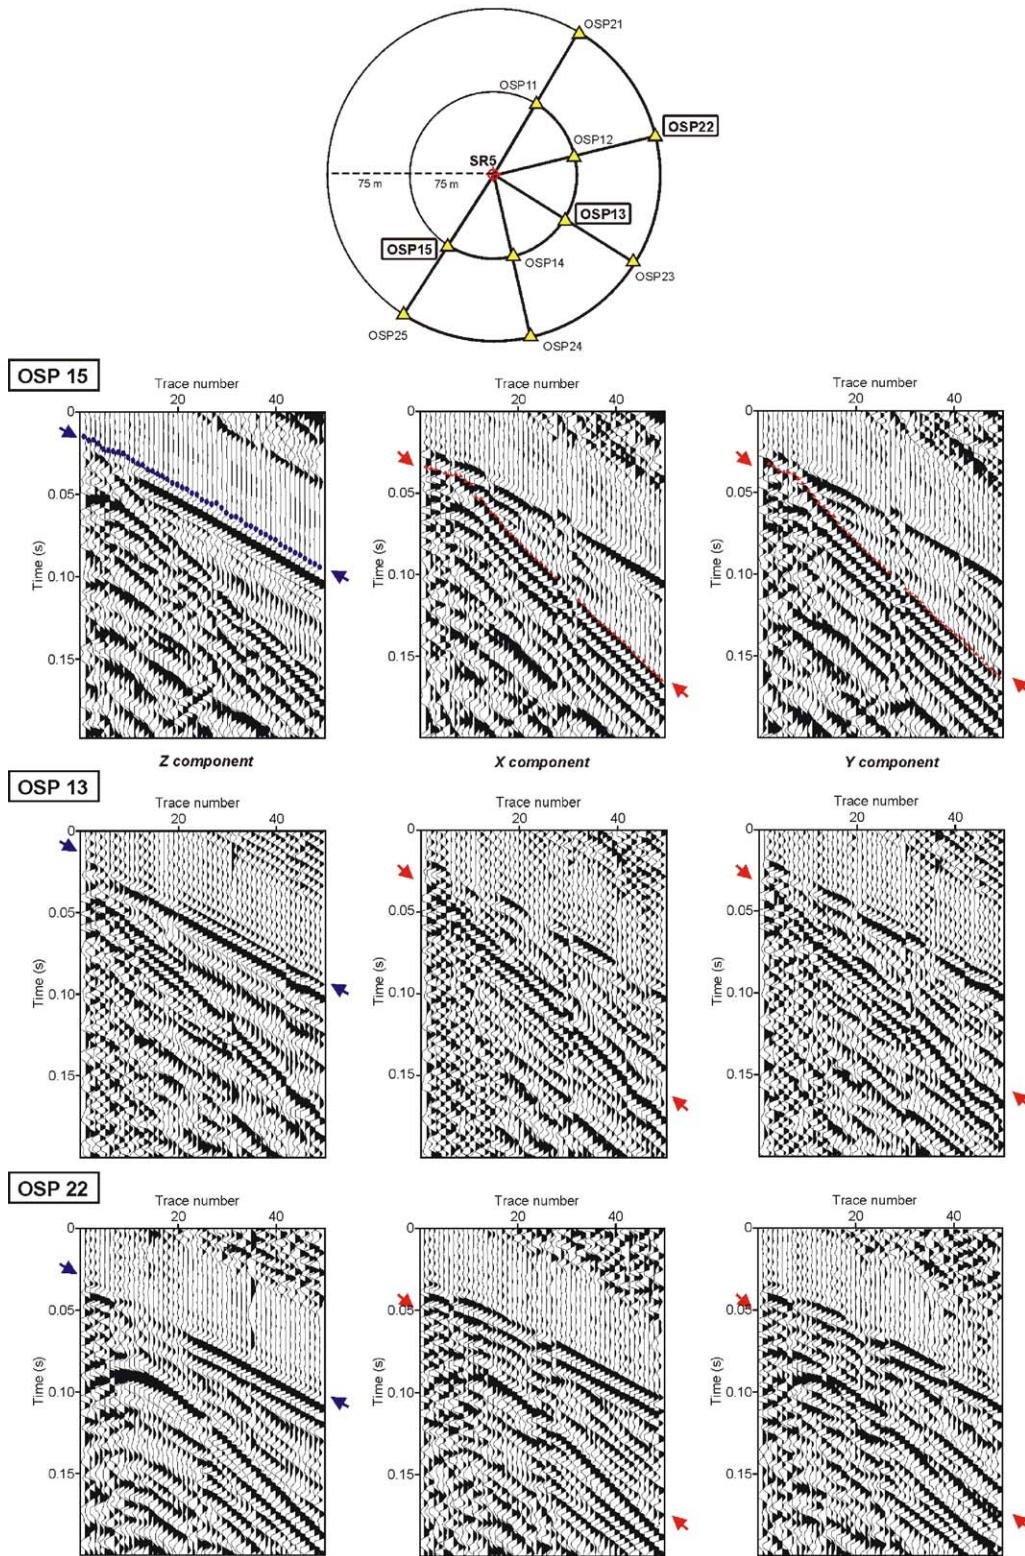 OSP21
OSP11
OSP22
OSP12
SR5
75 m
75 m
OSP13
OSP15
OSP14
OSP23
OSP25
OSP24
OSP 15
Trace number
Trace number
Trace number
20
40
20
40
20
40
0
0
0
0.05
0.05
0.05
0.10
0.10
0.10
0.15
0.15
0.15
Time (s)
Time (s)
Time (s)
Z component
X component
Y component
OSP 13
Trace number
Trace number
Trace number
20
40
20
40
20
40
0
0
0
0.05
0.05
0.05
0.10
0.10
0.10
0.15
0.15
0.15
Time (s)
Time (s)
Time (s)
OSP 22
Trace number
Trace number
Trace number
20
40
20
40
20
40
0
0
0
0.05
0.05
0.05
0.10
0.10
0.10
0.15
0.15
0.15
Time (s)
Time (s)
Time (s)